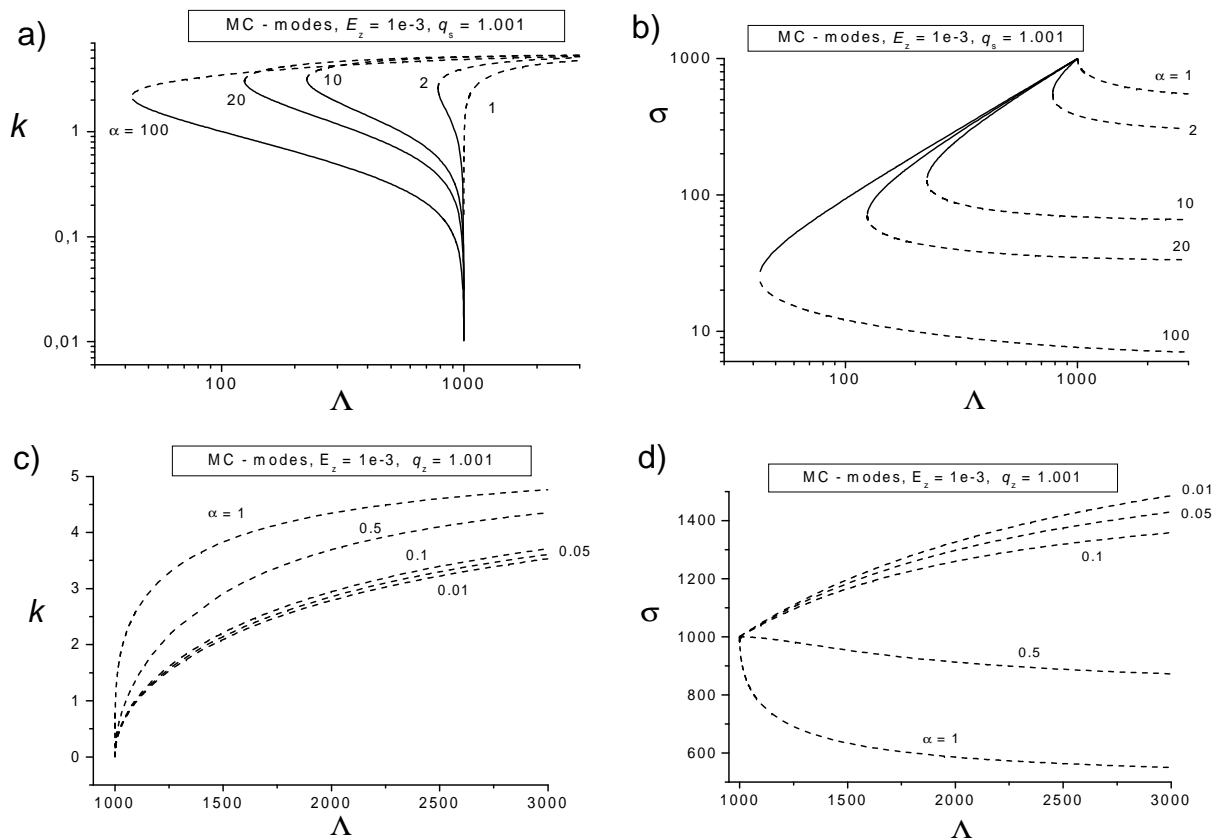 a)
MC - modes, E_z = 1e-3, q_s = 1.001
k
10
1
0,1
0,01
α = 100
20
10
2
1
100
1000
Λ
b)
MC - modes, E_z = 1e-3, q_s = 1.001
σ
1000
100
10
α = 1
2
10
20
100
100
1000
Λ
c)
MC - modes, E_z = 1e-3, q_z = 1.001
k
5
4
3
2
1
0
α = 1
0.5
0.1
0.05
0.01
1000
1500
2000
2500
3000
Λ
d)
MC - modes, E_z = 1e-3, q_z = 1.001
σ
1400
1200
1000
800
600
0.01
0.05
0.1
0.5
α = 1
1000
1500
2000
2500
3000
Λ